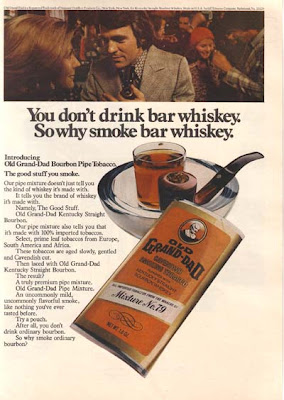 You don't drink bar whiskey.
So why smoke bar whiskey.
Introducing
Old Grand-Dad Bourbon Pipe Tobacco.
The good stuff you smoke.
Our pipe mixture doesn't just tell you
the kind of whiskey it's made with.
It tells you the brand of whiskey
it's made with.
Namely, The Good Stuff.
Old Grand-Dad Kentucky Straight
Bourbon.
Our pipe mixture also tells you that
it's made with 100% imported tobaccos.
Select, prime leaf tobaccos from Europe,
South America and Africa.
These tobaccos are aged slowly, gentled
and Cavendish cut.
Then laced with Old Grand-Dad
Kentucky Straight Bourbon.
The result?
A truly premium pipe mixture.
Old Grand-Dad Pipe Mixture.
An uncommonly mild,
uncommonly flavorful smoke,
like nothing you've ever
tasted before.
Try a pouch.
After all, you don't
drink ordinary bourbon.
So why smoke ordinary
bourbon?
OLD
GRAND-DAD
Mixture No. 79